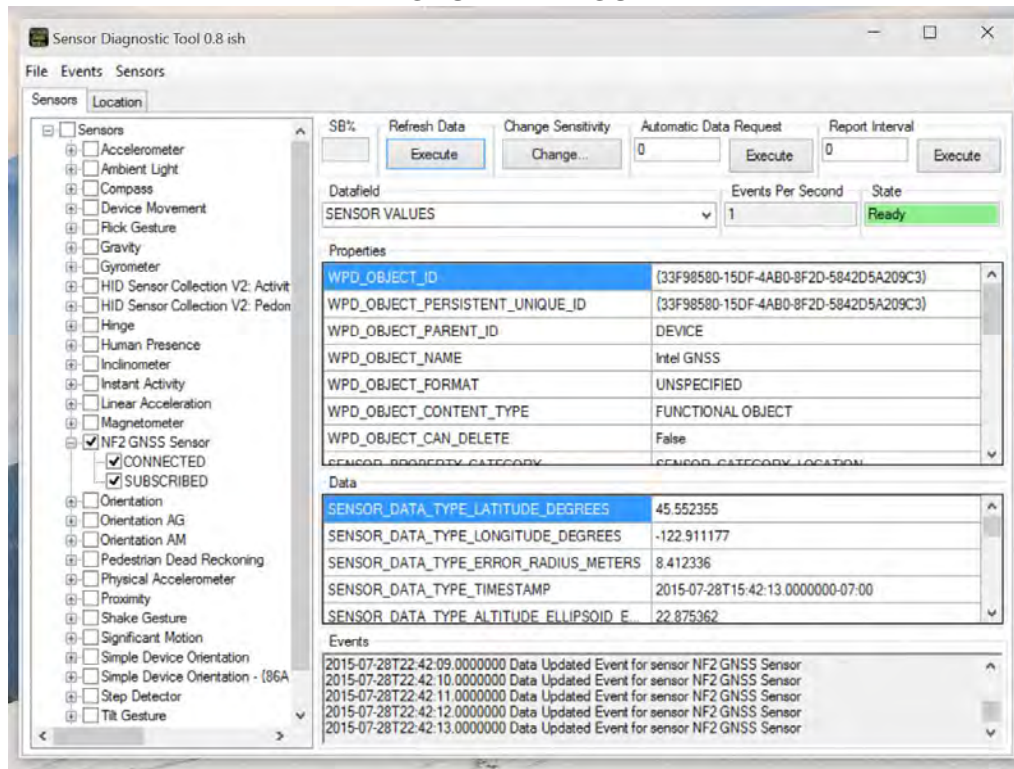 Sensor Diagnostic Tool 0.8 ish
File Events Sensors
Sensors Location
Sensors
Accelerometer
Ambient Light
Compass
Device Movement
Flick Gesture
Gravity
Gyrometer
HID Sensor Collection V2: Activit
HID Sensor Collection V2: Pedom
Hinge
Human Presence
Inclinometer
Instant Activity
Linear Acceleration
Magnetometer
NF2 GNSS Sensor
CONNECTED
SUBSCRIBED
Orientation
Orientation AG
Orientation AM
Pedestrian Dead Reckoning
Physical Accelerometer
Proximity
Shake Gesture
Significant Motion
Simple Device Orientation
Simple Device Orientation - {86A
Step Detector
Tilt Gesture
SB% Refresh Data Change Sensitivity Automatic Data Request Report Interval
Execute Change... 0 Execute 0 Execute
Datafield Events Per Second State
SENSOR VALUES 1 Ready
Properties
WPD_OBJECT_ID {33F98580-15DF-4AB0-8F2D-5842D5A209C3}
WPD_OBJECT_PERSISTENT_UNIQUE_ID {33F98580-15DF-4AB0-8F2D-5842D5A209C3}
WPD_OBJECT_PARENT_ID DEVICE
WPD_OBJECT_NAME Intel GNSS
WPD_OBJECT_FORMAT UNSPECIFIED
WPD_OBJECT_CONTENT_TYPE FUNCTIONAL OBJECT
WPD_OBJECT_CAN_DELETE False
SENSOR_PROPERTY_CATEGORY SENSOR_CATEGORY_LOCATION
Data
SENSOR_DATA_TYPE_LATITUDE_DEGREES 45.552355
SENSOR_DATA_TYPE_LONGITUDE_DEGREES -122.911177
SENSOR_DATA_TYPE_ERROR_RADIUS_METERS 8.412336
SENSOR_DATA_TYPE_TIMESTAMP 2015-07-28T15:42:13.0000000-07:00
SENSOR_DATA_TYPE_ALTITUDE_ELLIPSOID_E... 22.875362
Events
2015-07-28T22:42:09.0000000 Data Updated Event for sensor NF2 GNSS Sensor
2015-07-28T22:42:10.0000000 Data Updated Event for sensor NF2 GNSS Sensor
2015-07-28T22:42:11.0000000 Data Updated Event for sensor NF2 GNSS Sensor
2015-07-28T22:42:12.0000000 Data Updated Event for sensor NF2 GNSS Sensor
2015-07-28T22:42:13.0000000 Data Updated Event for sensor NF2 GNSS Sensor